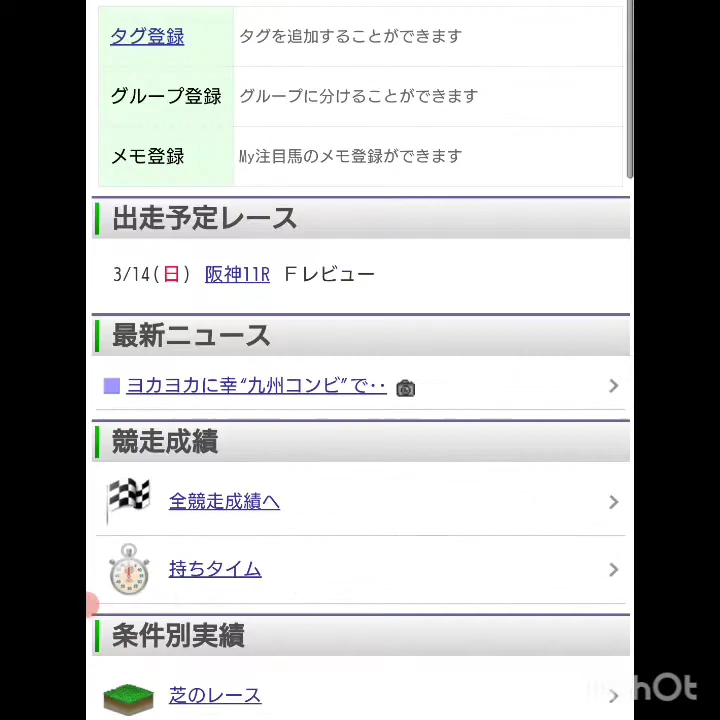 タグ登録 タグを追加することができます
グループ登録 グループに分けることができます
メモ登録 My注目馬のメモ登録ができます
出走予定レース
3/14(日) 阪神11R Fレビュー
最新ニュース
ヨカヨカに幸“九州コンビ”で‥
競走成績
全競走成績へ
持ちタイム
条件別実績
芝のレース